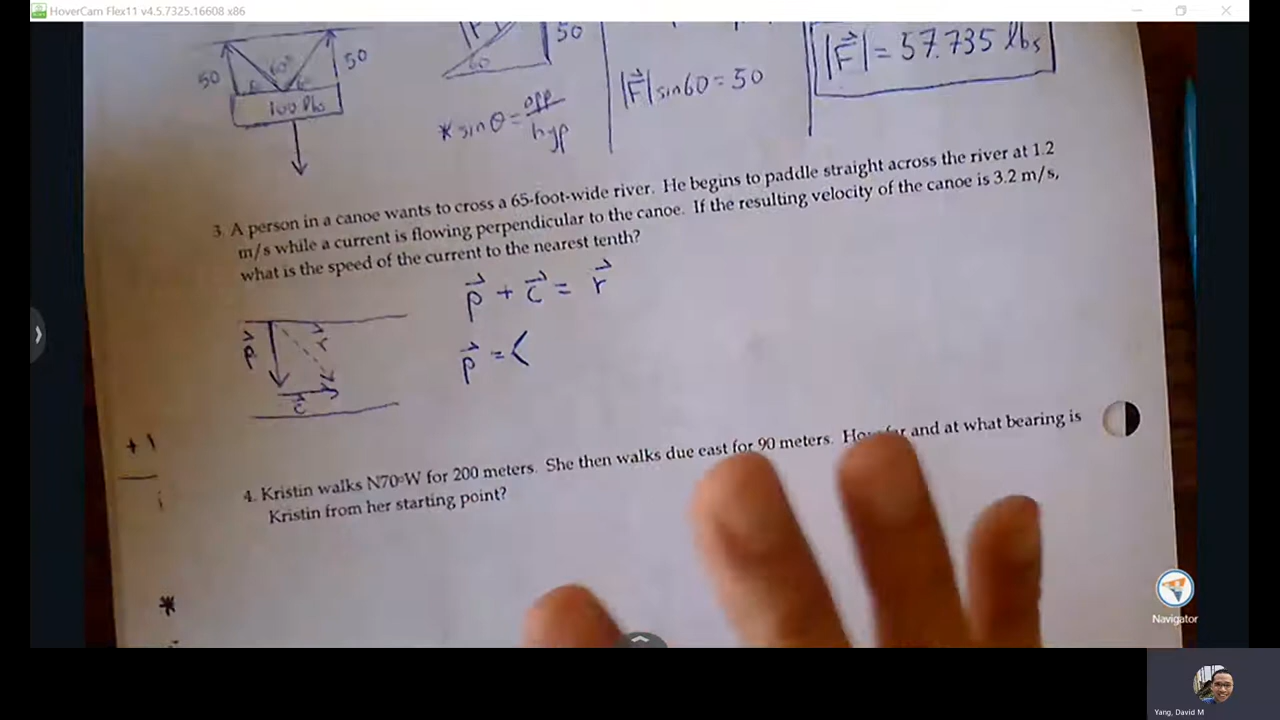 HoverCam Flex11 v4.5.7325.16608 x86
50
60°
50
100 lbs
60
50
* sin θ = opp/hyp
|F⃗| sin60 = 50
|F⃗| = 57.735 lbs
3. A person in a canoe wants to cross a 65-foot-wide river. He begins to paddle straight across the river at 1.2
m/s while a current is flowing perpendicular to the canoe. If the resulting velocity of the canoe is 3.2 m/s,
what is the speed of the current to the nearest tenth?
p⃗ + c⃗ = r⃗
p⃗
r⃗
c⃗
p⃗ = <
+ 1
i
4. Kristin walks N70°W for 200 meters. She then walks due east for 90 meters. How far and at what bearing is
Kristin from her starting point?
*
Navigator
Yang, David M